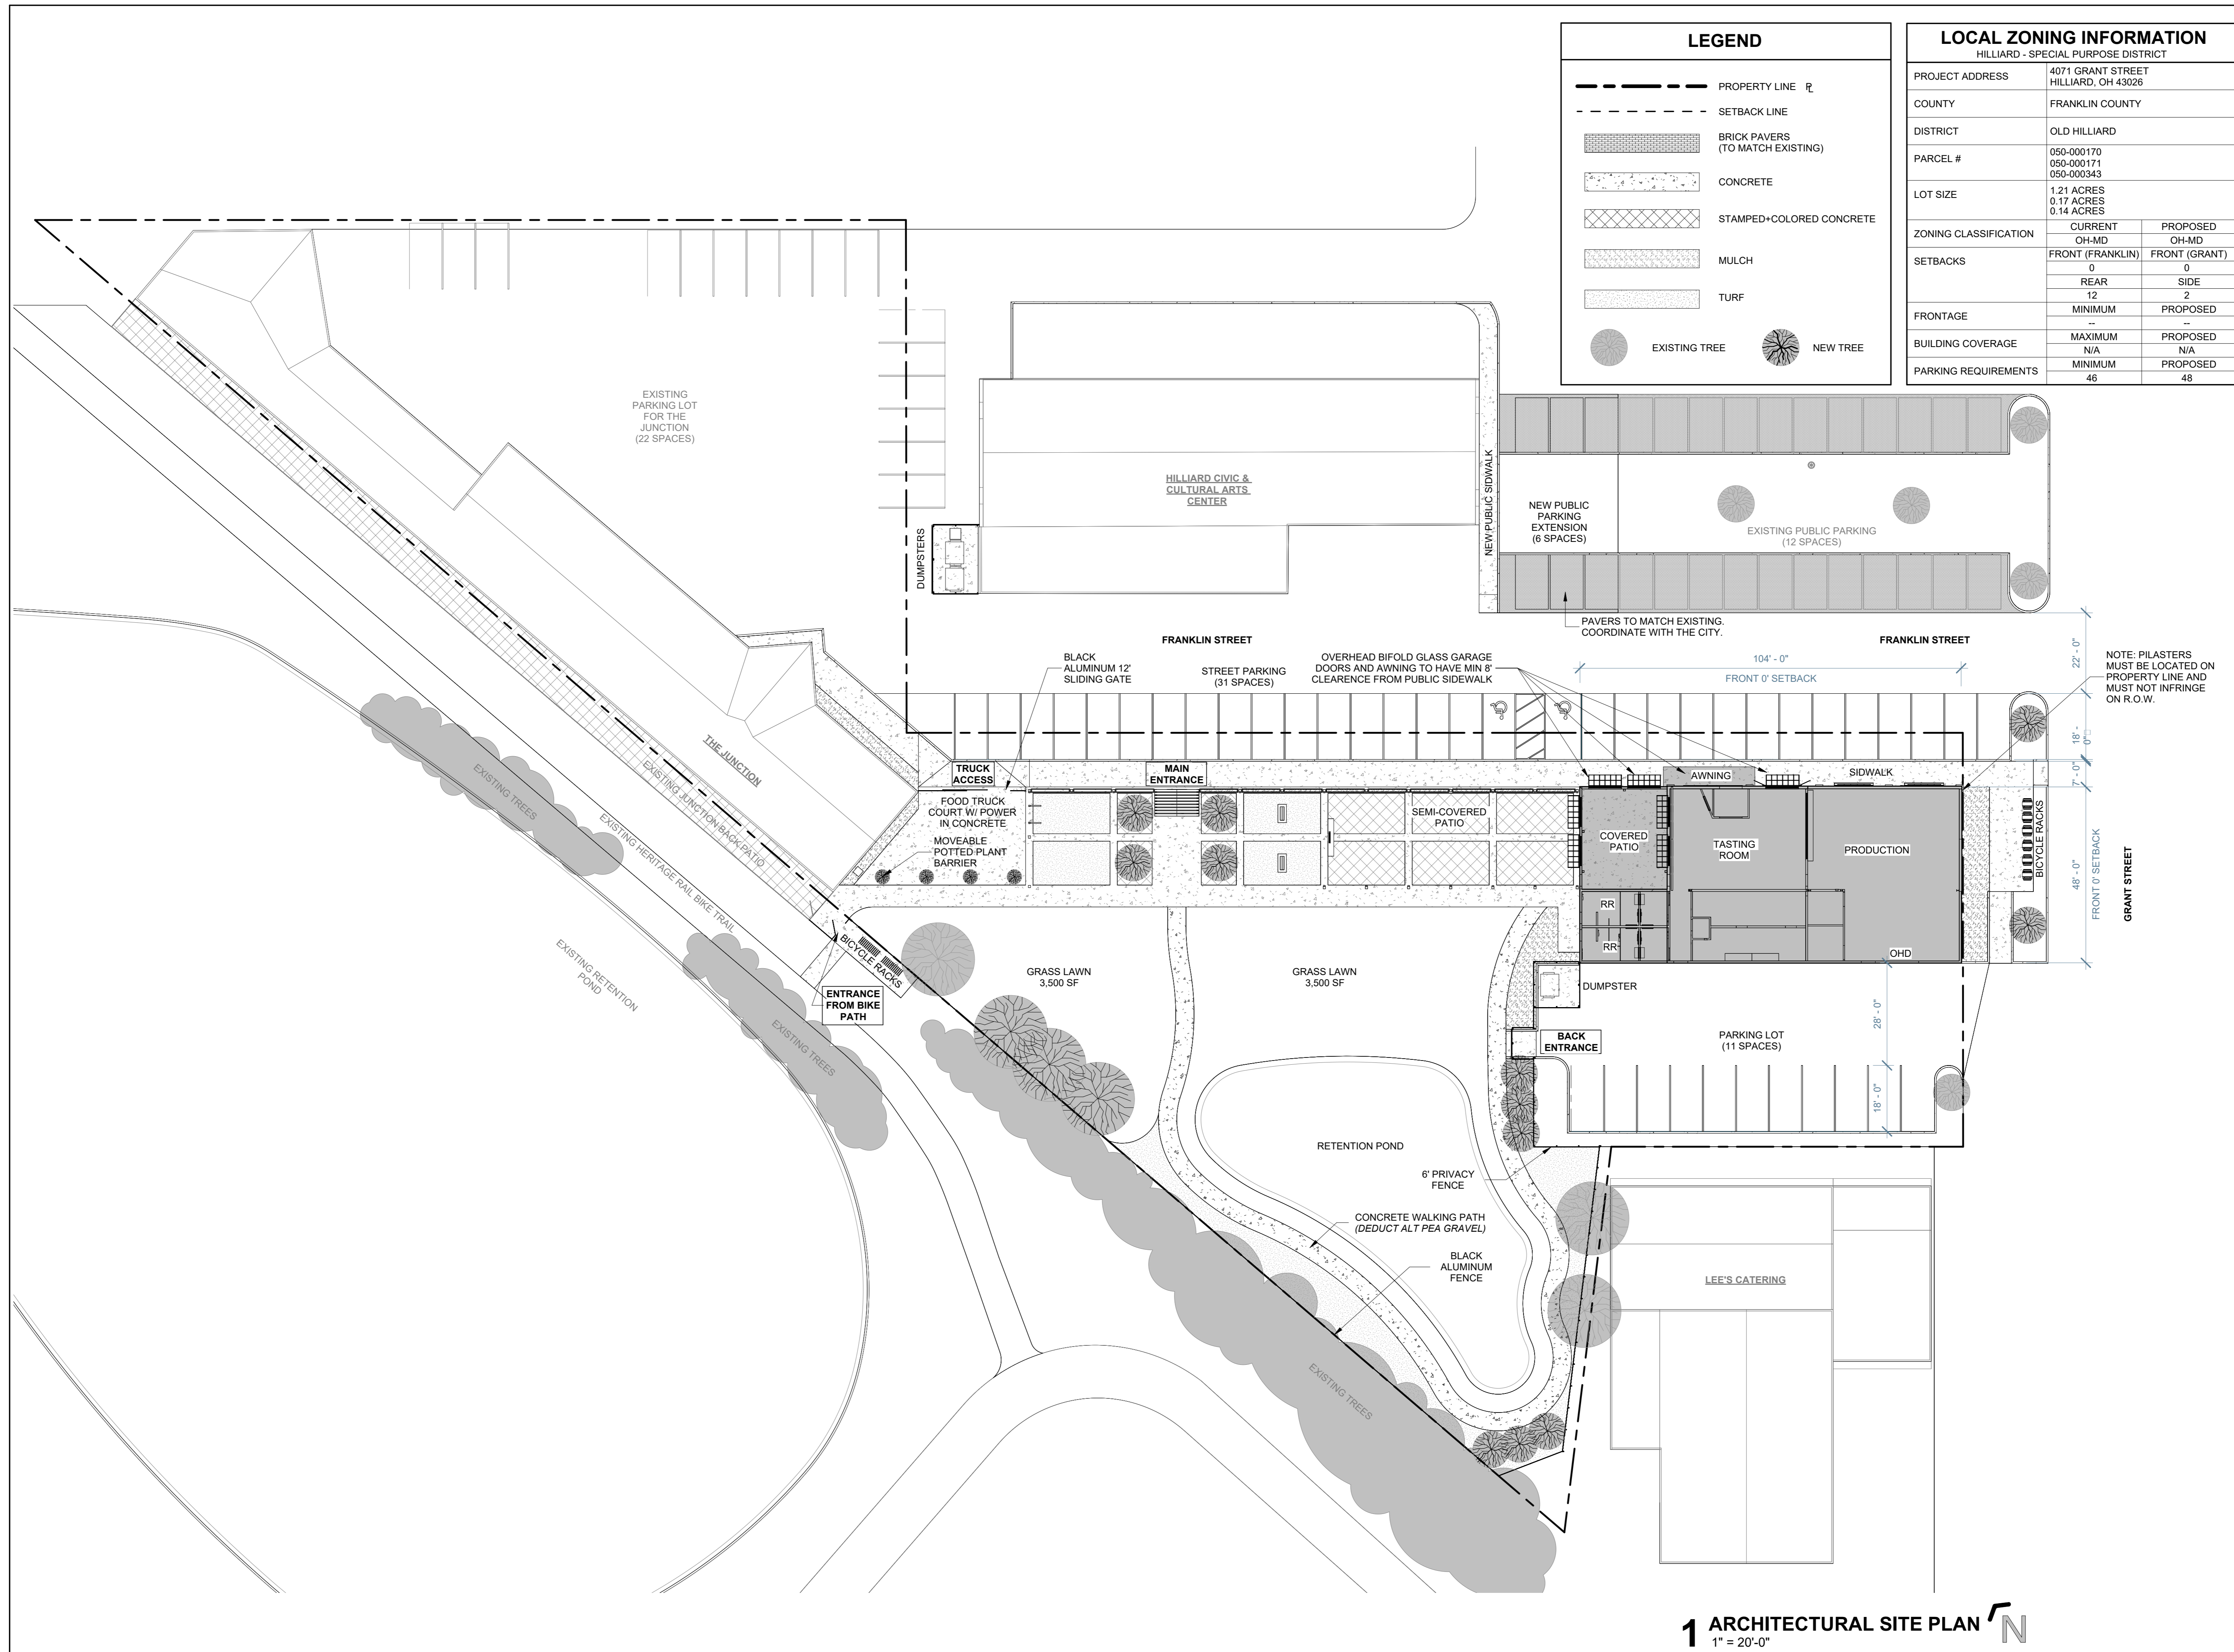 LEGEND
PROPERTY LINE
SETBACK LINE
BRICK PAVERS
(TO MATCH EXISTING)
CONCRETE
STAMPED+COLORED CONCRETE
MULCH
TURF
EXISTING TREE
NEW TREE
LOCAL ZONING INFORMATION
HILLIARD - SPECIAL PURPOSE DISTRICT
PROJECT ADDRESS
4071 GRANT STREET
HILLIARD, OH 43026
COUNTY
FRANKLIN COUNTY
DISTRICT
OLD HILLIARD
PARCEL #
050-000170
050-000171
050-000343
LOT SIZE
1.21 ACRES
0.17 ACRES
0.14 ACRES
ZONING CLASSIFICATION
CURRENT PROPOSED
OH-MD OH-MD
SETBACKS
FRONT (FRANKLIN) FRONT (GRANT)
0 0
REAR SIDE
12 2
FRONTAGE
MINIMUM PROPOSED
-- --
BUILDING COVERAGE
MAXIMUM PROPOSED
N/A N/A
PARKING REQUIREMENTS
MINIMUM PROPOSED
46 48
EXISTING
PARKING LOT
FOR THE
JUNCTION
(22 SPACES)
HILLIARD CIVIC &
CULTURAL ARTS
CENTER
DUMPSTERS
NEW PUBLIC SIDWALK
NEW PUBLIC
PARKING
EXTENSION
(6 SPACES)
EXISTING PUBLIC PARKING
(12 SPACES)
PAVERS TO MATCH EXISTING.
COORDINATE WITH THE CITY.
FRANKLIN STREET
FRANKLIN STREET
BLACK
ALUMINUM 12'
SLIDING GATE
STREET PARKING
(31 SPACES)
OVERHEAD BIFOLD GLASS GARAGE
DOORS AND AWNING TO HAVE MIN 8'
CLEARENCE FROM PUBLIC SIDEWALK
104' - 0"
FRONT 0' SETBACK
22' - 0"
NOTE: PILASTERS
MUST BE LOCATED ON
PROPERTY LINE AND
MUST NOT INFRINGE
ON R.O.W.
18' -
0"
7' - 0"
48' - 0"
FRONT 0' SETBACK
GRANT STREET
BICYCLE RACKS
THE JUNCTION
TRUCK
ACCESS
MAIN
ENTRANCE
AWNING
SIDWALK
FOOD TRUCK
COURT W/ POWER
IN CONCRETE
MOVEABLE
POTTED PLANT
BARRIER
SEMI-COVERED
PATIO
COVERED
PATIO
TASTING
ROOM
PRODUCTION
RR
RR
OHD
EXISTING TREES
EXISTING JUNCTION BACK PATIO
EXISTING HERITAGE RAIL BIKE TRAIL
EXISTING RETENTION
POND
BICYCLE RACKS
ENTRANCE
FROM BIKE
PATH
EXISTING TREES
GRASS LAWN
3,500 SF
GRASS LAWN
3,500 SF
DUMPSTER
BACK
ENTRANCE
PARKING LOT
(11 SPACES)
28' - 0"
18' - 0"
RETENTION POND
6' PRIVACY
FENCE
CONCRETE WALKING PATH
(DEDUCT ALT PEA GRAVEL)
BLACK
ALUMINUM
FENCE
EXISTING TREES
LEE'S CATERING
1 ARCHITECTURAL SITE PLAN
1" = 20'-0"
N